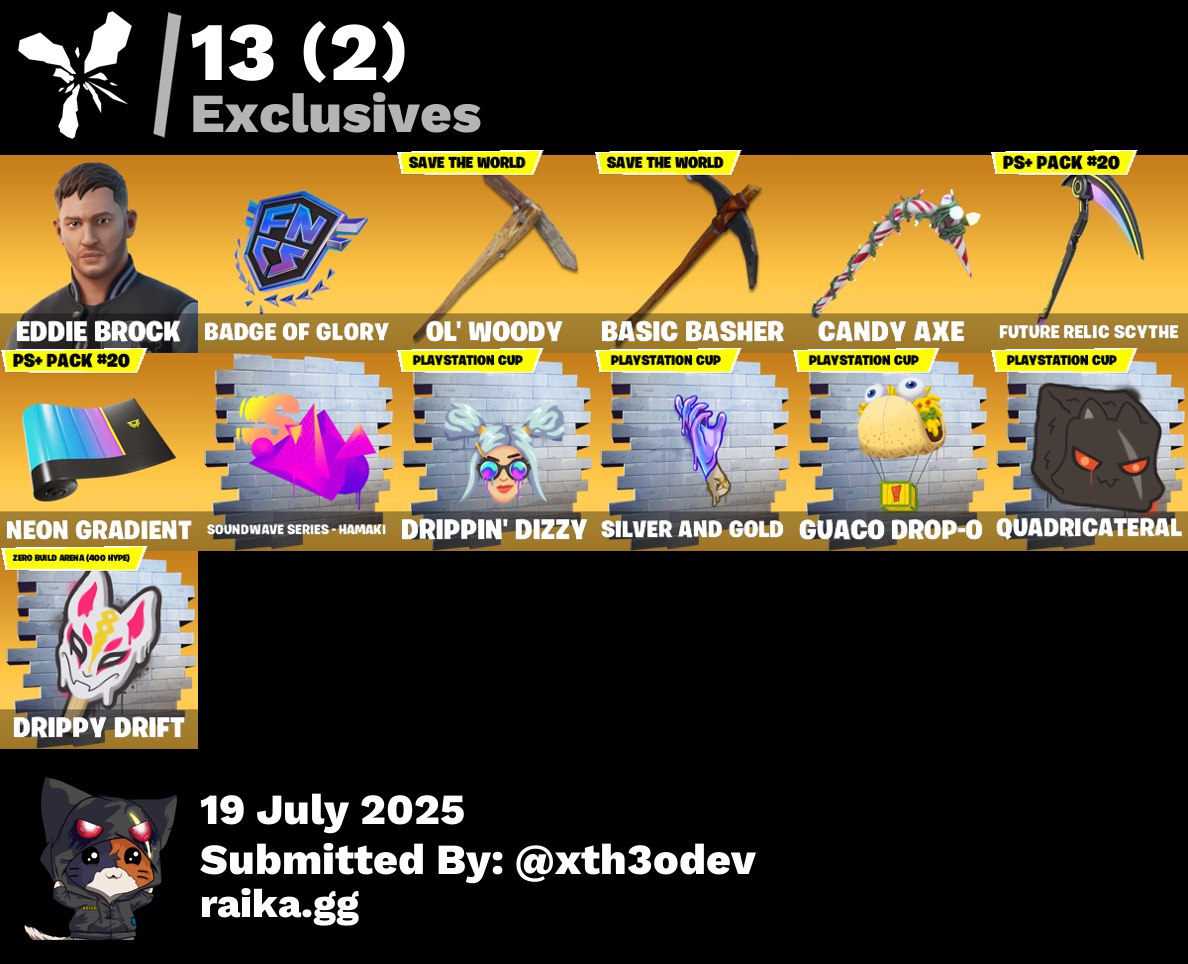 13 (2)
Exclusives
EDDIE BROCK
FNCS
BADGE OF GLORY
SAVE THE WORLD
OL' WOODY
SAVE THE WORLD
BASIC BASHER
CANDY AXE
PS+ PACK #20
FUTURE RELIC SCYTHE
PS+ PACK #20
NEON GRADIENT
S
SOUNDWAVE SERIES - HAMAKI
PLAYSTATION CUP
DRIPPIN' DIZZY
PLAYSTATION CUP
SILVER AND GOLD
PLAYSTATION CUP
GUACO DROP-O
PLAYSTATION CUP
QUADRICATERAL
ZERO BUILD ARENA (400 HYPE)
DRIPPY DRIFT
19 July 2025
Submitted By: @xth3odev
raika.gg